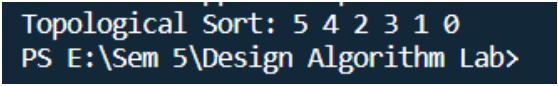 Topological Sort: 5 4 2 3 1 0
PS E:\Sem 5\Design Algorithm Lab>